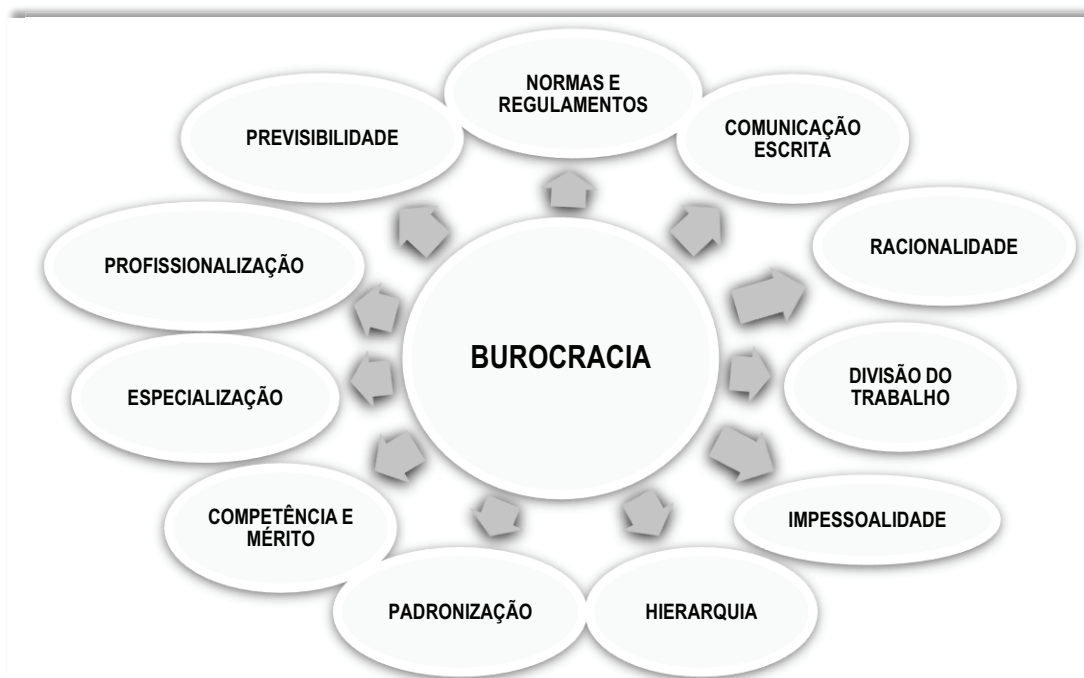 NORMAS E
REGULAMENTOS
COMUNICAÇÃO
ESCRITA
RACIONALIDADE
DIVISÃO DO
TRABALHO
IMPESSOALIDADE
HIERARQUIA
PADRONIZAÇÃO
COMPETÊNCIA E
MÉRITO
ESPECIALIZAÇÃO
PROFISSIONALIZAÇÃO
PREVISIBILIDADE
BUROCRACIA